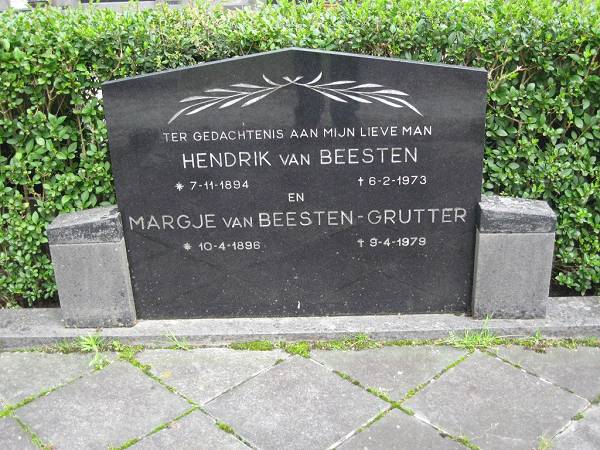 TER GEDACHTENIS AAN MIJN LIEVE MAN
HENDRIK VAN BEESTEN
* 7-11-1894 † 6-2-1973
EN
MARGJE VAN BEESTEN-GRUTTER
* 10-4-1896 † 9-4-1979